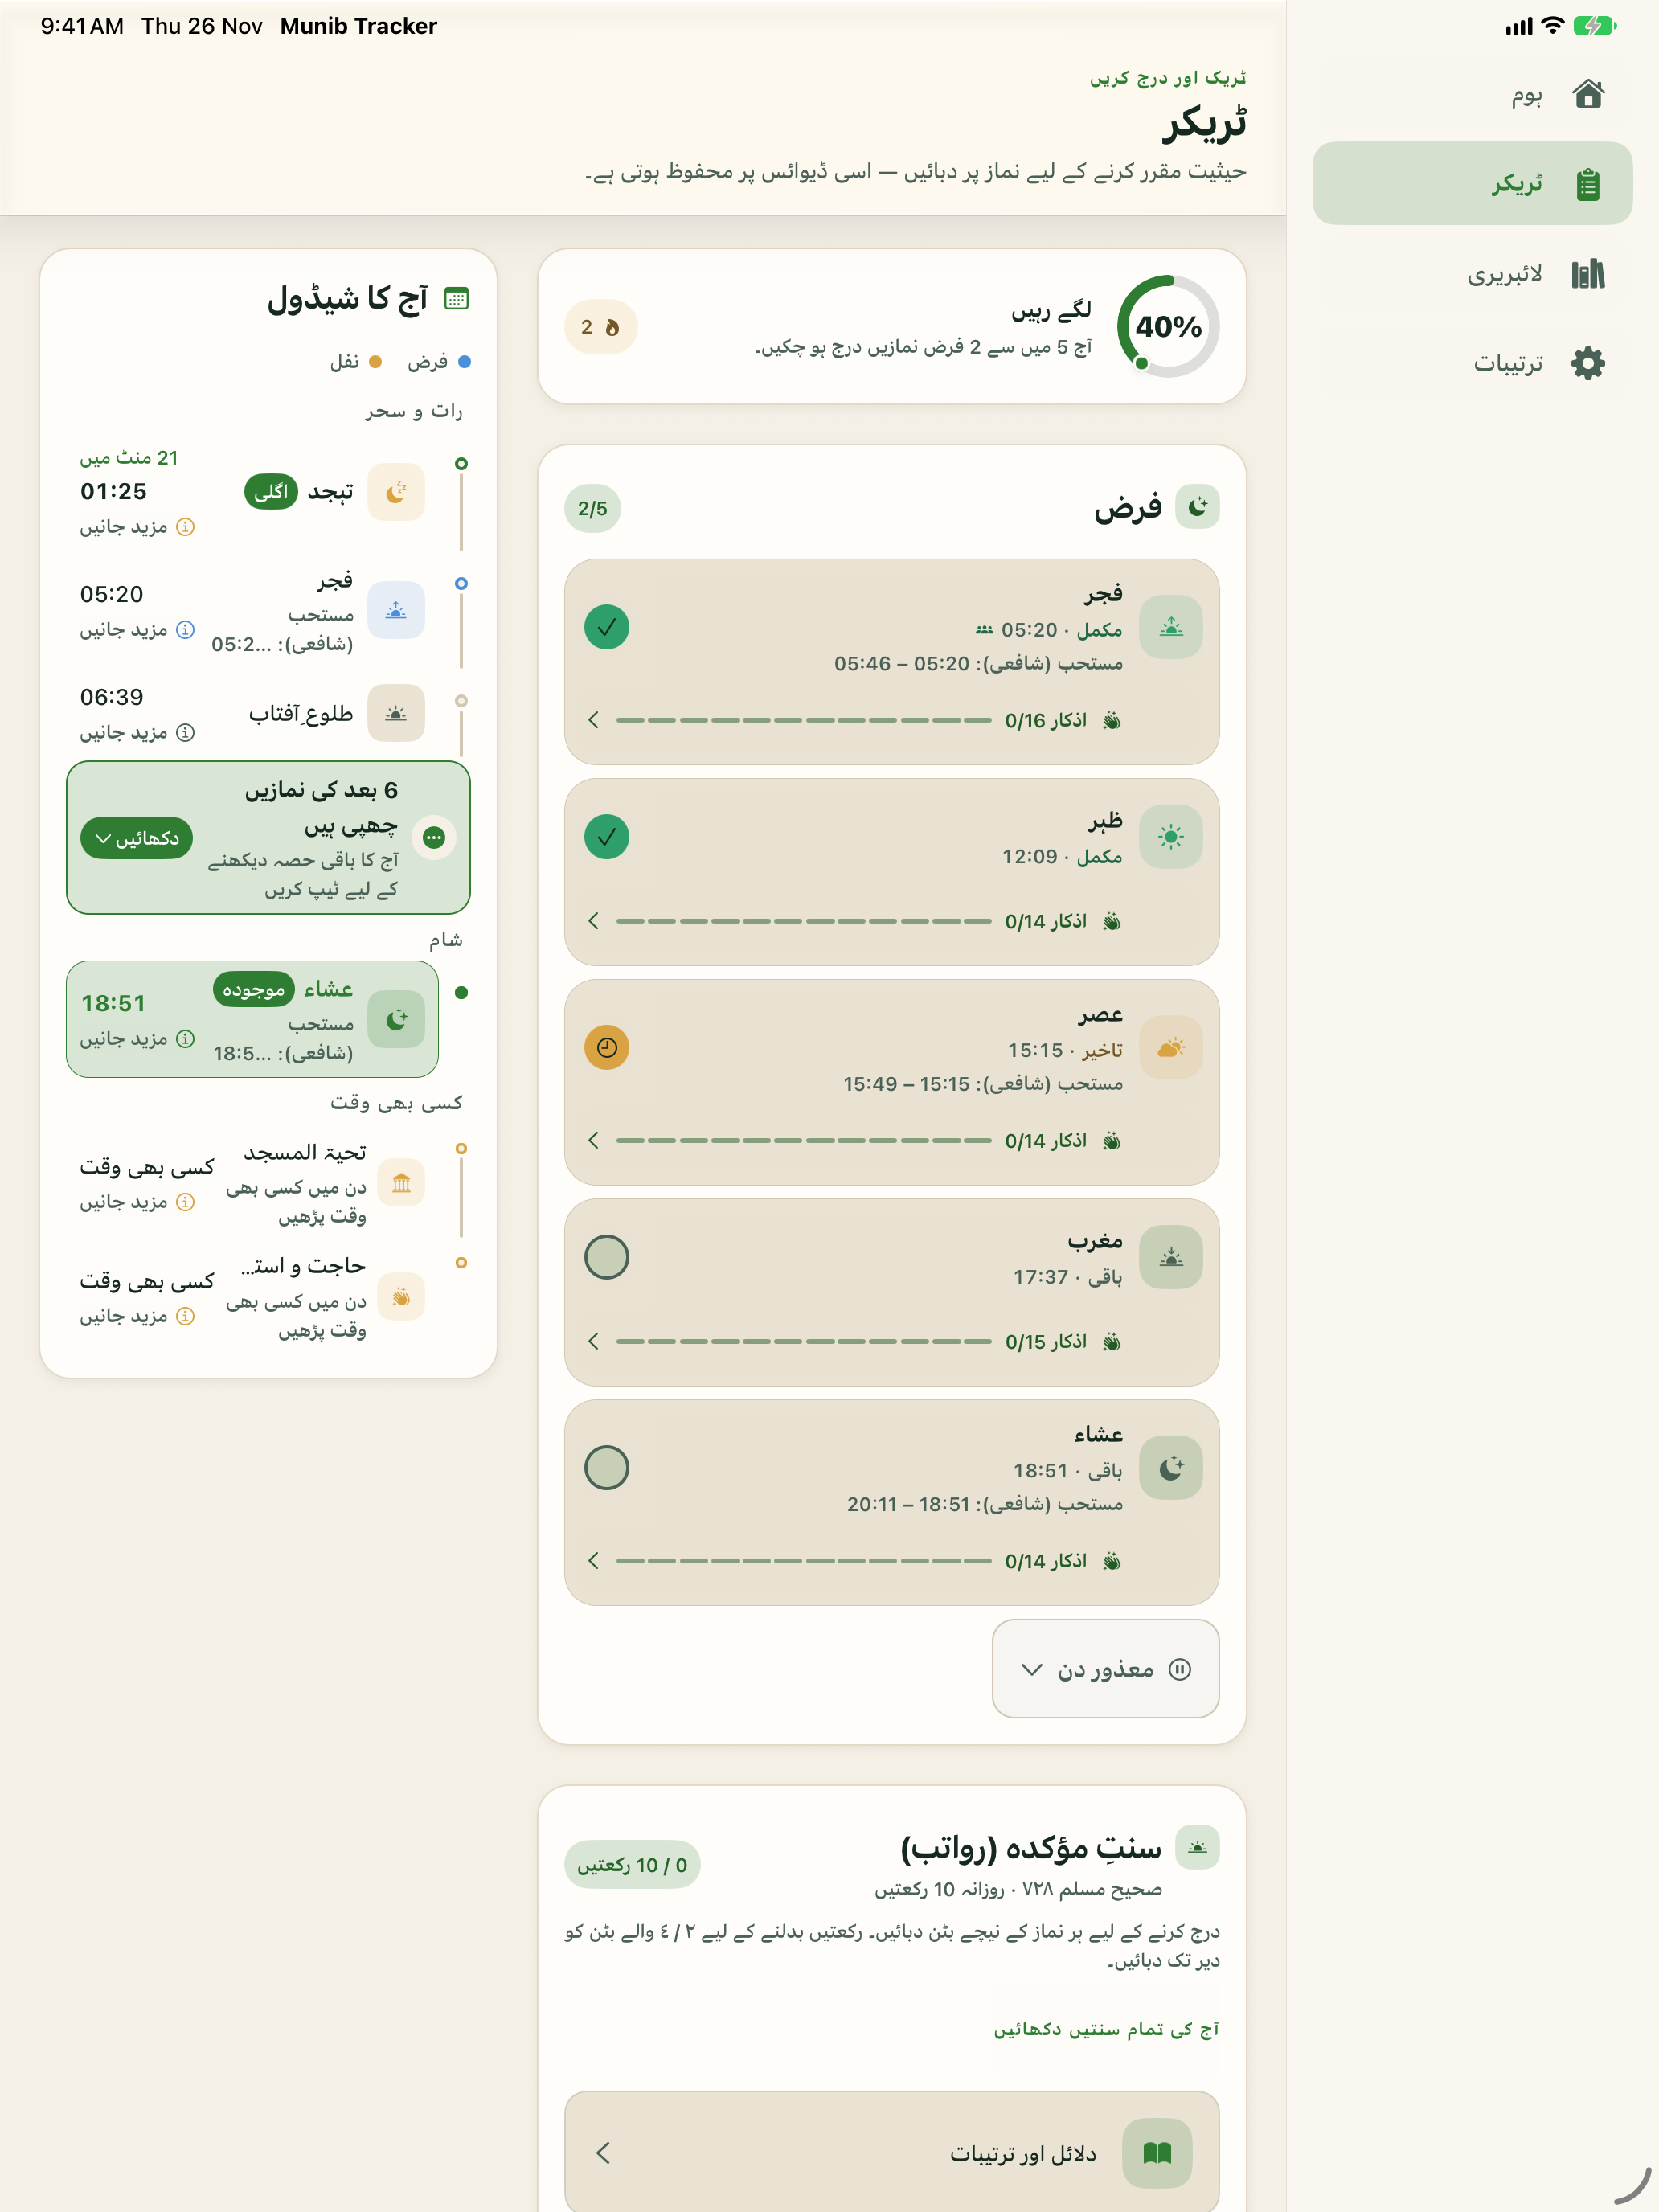 9:41 AM Thu 26 Nov Munib Tracker
ہوم
ٹریکر
لائبریری
ترتیبات
ٹریک اور درج کریں
ٹریکر
حیثیت مقرر کرنے کے لیے نماز پر دبائیں — اسی ڈیوائس پر محفوظ ہوتی ہے۔
40%
لگے رہیں
آج 5 میں سے 2 فرض نمازیں درج ہو چکیں۔
2
فرض
2/5
فجر
مکمل · 05:20
مستحب (شافعی): 05:20 – 05:46
اذکار 0/16
ظہر
مکمل · 12:09
اذکار 0/14
عصر
تاخیر · 15:15
مستحب (شافعی): 15:15 – 15:49
اذکار 0/14
مغرب
باقی · 17:37
اذکار 0/15
عشاء
باقی · 18:51
مستحب (شافعی): 18:51 – 20:11
اذکار 0/14
معذور دن
سنتِ مؤکدہ (رواتب)
صحیح مسلم ٧٢٨ · روزانہ 10 رکعتیں
0 / 10 رکعتیں
درج کرنے کے لیے ہر نماز کے نیچے بٹن دبائیں۔ رکعتیں بدلنے کے لیے ٢ / ٤ والے بٹن کو
دیر تک دبائیں۔
آج کی تمام سنتیں دکھائیں
دلائل اور ترتیبات
آج کا شیڈول
فرض
نفل
رات و سحر
تہجد
اگلی
21 منٹ میں
01:25
مزید جانیں
فجر
مستحب
(شافعی): 05:2...
05:20
مزید جانیں
طلوعِ آفتاب
06:39
مزید جانیں
6 بعد کی نمازیں
چھپی ہیں
آج کا باقی حصہ دیکھنے
کے لیے ٹیپ کریں
دکھائیں
شام
عشاء
موجودہ
مستحب
(شافعی): 18:5...
18:51
مزید جانیں
کسی بھی وقت
تحیۃ المسجد
دن میں کسی بھی
وقت پڑھیں
کسی بھی وقت
مزید جانیں
حاجت و است...
دن میں کسی بھی
وقت پڑھیں
کسی بھی وقت
مزید جانیں